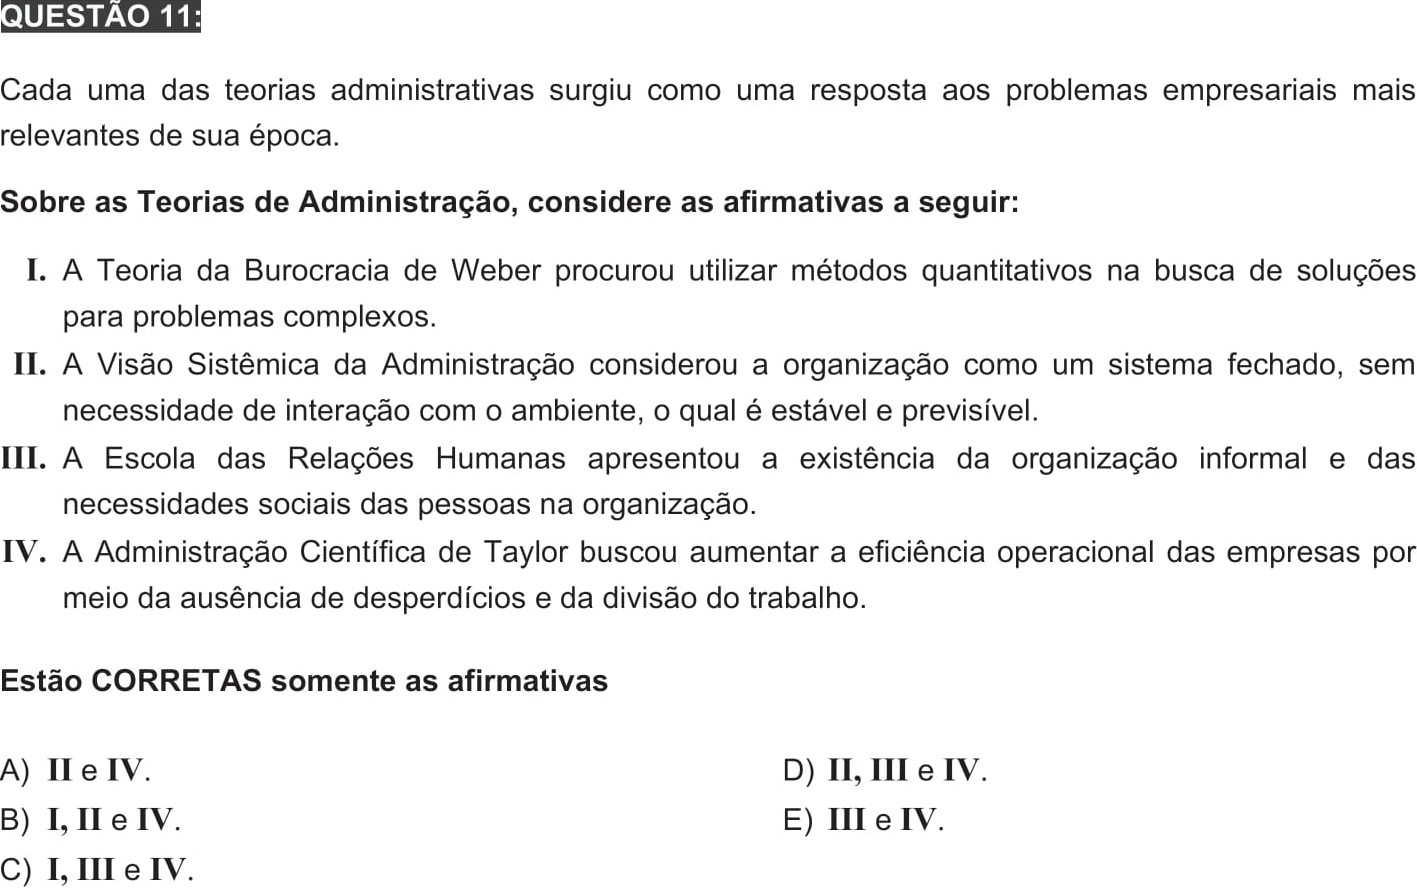 QUESTÃO 11:
Cada uma das teorias administrativas surgiu como uma resposta aos problemas empresariais mais
relevantes de sua época.
Sobre as Teorias de Administração, considere as afirmativas a seguir:
I. A Teoria da Burocracia de Weber procurou utilizar métodos quantitativos na busca de soluções
para problemas complexos.
II. A Visão Sistêmica da Administração considerou a organização como um sistema fechado, sem
necessidade de interação com o ambiente, o qual é estável e previsível.
III. A Escola das Relações Humanas apresentou a existência da organização informal e das
necessidades sociais das pessoas na organização.
IV. A Administração Científica de Taylor buscou aumentar a eficiência operacional das empresas por
meio da ausência de desperdícios e da divisão do trabalho.
Estão CORRETAS somente as afirmativas
A) II e IV.
B) I, II e IV.
C) I, III e IV.
D) II, III e IV.
E) III e IV.